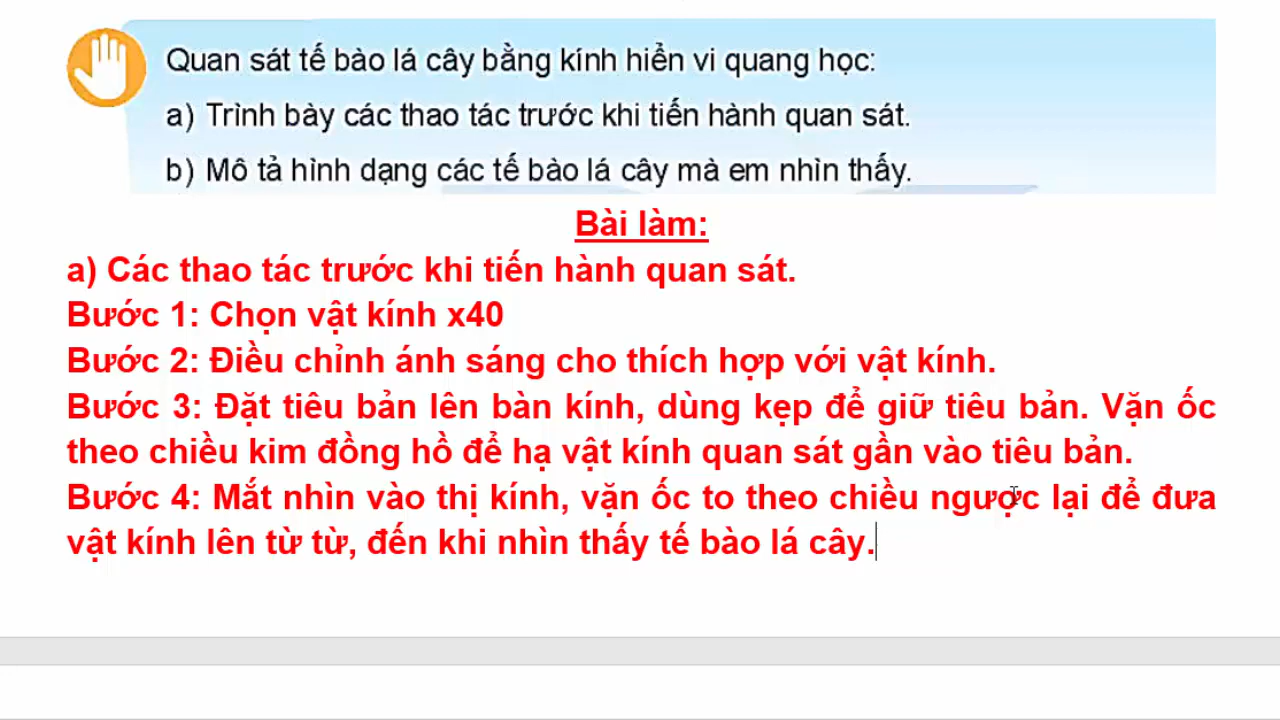 Quan sát tế bào lá cây bằng kính hiển vi quang học:
a) Trình bày các thao tác trước khi tiến hành quan sát.
b) Mô tả hình dạng các tế bào lá cây mà em nhìn thấy.
Bài làm:
a) Các thao tác trước khi tiến hành quan sát.
Bước 1: Chọn vật kính x40
Bước 2: Điều chỉnh ánh sáng cho thích hợp với vật kính.
Bước 3: Đặt tiêu bản lên bàn kính, dùng kẹp để giữ tiêu bản. Vặn ốc
theo chiều kim đồng hồ để hạ vật kính quan sát gần vào tiêu bản.
Bước 4: Mắt nhìn vào thị kính, vặn ốc to theo chiều ngược lại để đưa
vật kính lên từ từ, đến khi nhìn thấy tế bào lá cây.